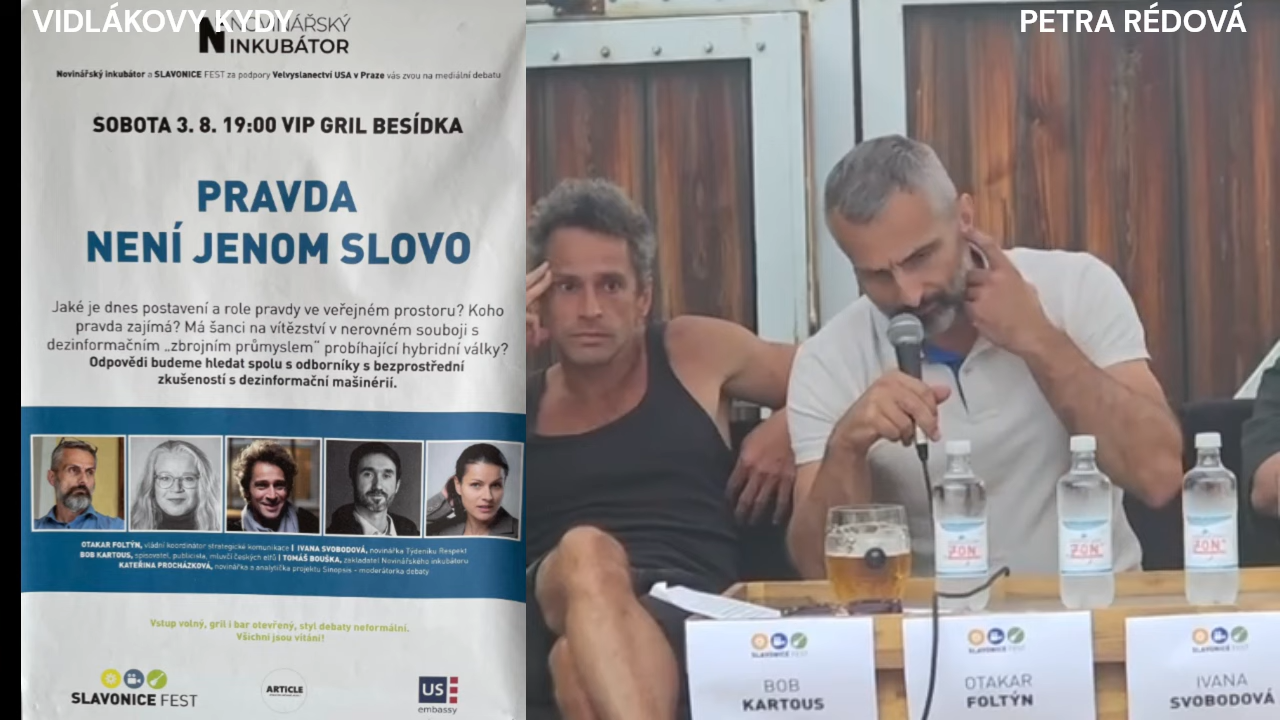 VIDLÁKOVY KYDY
PETRA RÉDOVÁ
NOVINÁŘSKÝ
INKUBÁTOR
Novinářský inkubátor a SLAVONICE FEST za podpory Velvyslanectví USA v Praze vás zvou na mediální debatu
SOBOTA 3. 8. 19:00 VIP GRIL BESÍDKA
PRAVDA
NENÍ JENOM SLOVO
Jaké je dnes postavení a role pravdy ve veřejném prostoru? Koho
pravda zajímá? Má šanci na vítězství v nerovném souboji s
dezinformačním „zbrojním průmyslem" probíhající hybridní války?
Odpovědi budeme hledat spolu s odborníky s bezprostřední
zkušeností s dezinformační mašinérií.
OTAKAR FOLTÝN, vládní koordinátor strategické komunikace | IVANA SVOBODOVÁ, novinářka Týdeníku Respekt
BOB KARTOUS, spisovatel, publicista, mluvčí českých elfů | TOMÁŠ BOUŠKA, zakladatel Novinářského inkubátoru
KATEŘINA PROCHÁZKOVÁ, novinářka a analytička projektu Sinopsis - moderátorka debaty
Vstup volný, gril i bar otevřený, styl debaty neformální.
Všichni jsou vítáni!
SLAVONICE FEST
ARTICLE
US
embassy
ZON
ZON
ZON
SLAVONICE FEST
BOB
KARTOUS
SLAVONICE FEST
OTAKAR
FOLTÝN
SLAVONICE FEST
IVANA
SVOBODOVÁ